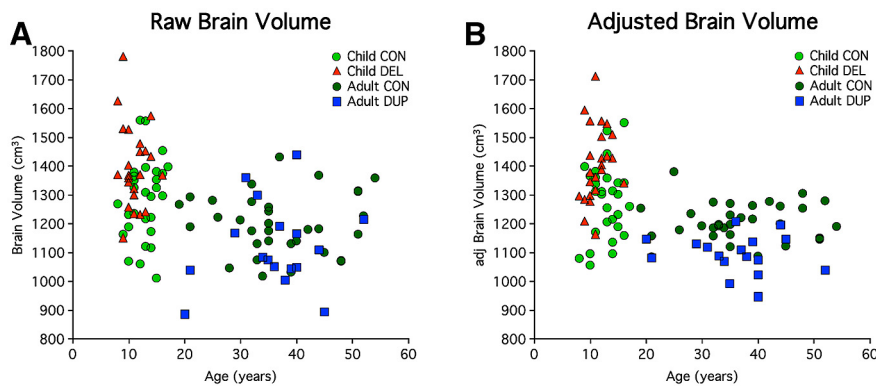 A
Raw Brain Volume
1800
1700
1600
1500
1400
1300
1200
1100
1000
900
800
Brain Volume (cm³)
Child CON
Child DEL
Adult CON
Adult DUP
0 10 20 30 40 50 60
Age (years)
B
Adjusted Brain Volume
1800
1700
1600
1500
1400
1300
1200
1100
1000
900
800
adj Brain Volume (cm³)
Child CON
Child DEL
Adult CON
Adult DUP
0 10 20 30 40 50 60
Age (years)